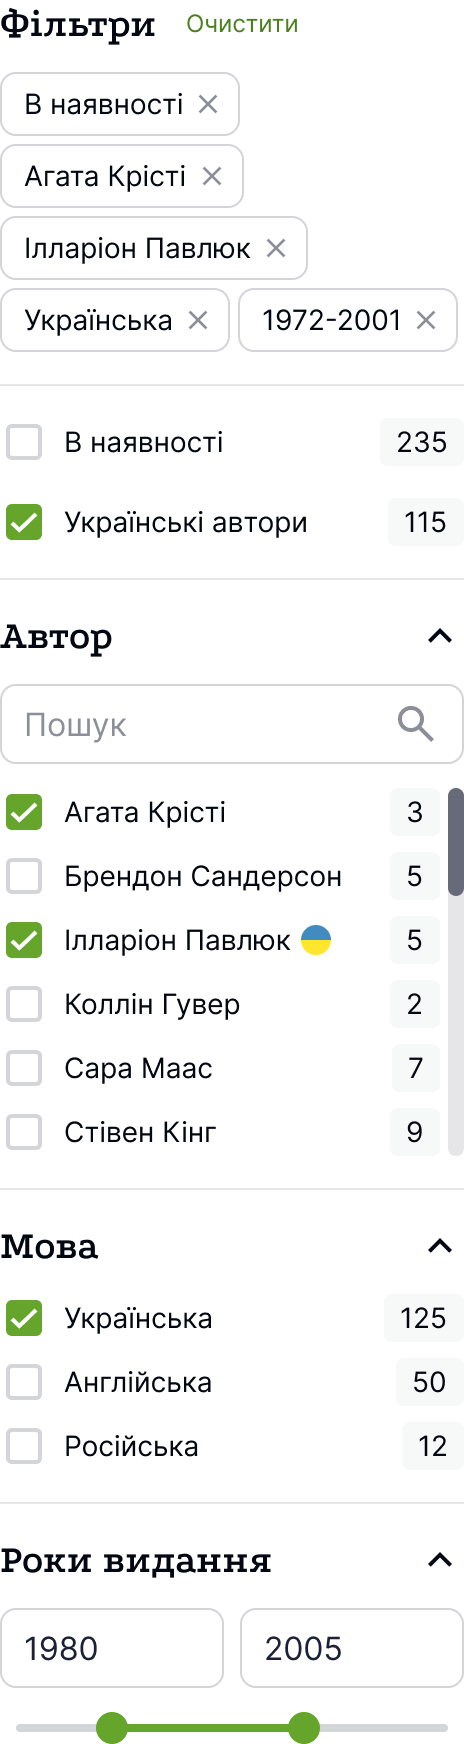 Фільтри Очистити
В наявності
Агата Крісті
Ілларіон Павлюк
Українська 1972-2001
В наявності 235
Українські автори 115
Автор
Пошук
Агата Крісті 3
Брендон Сандерсон 5
Ілларіон Павлюк 5
Коллін Гувер 2
Сара Маас 7
Стівен Кінг 9
Мова
Українська 125
Англійська 50
Російська 12
Роки видання
1980 2005